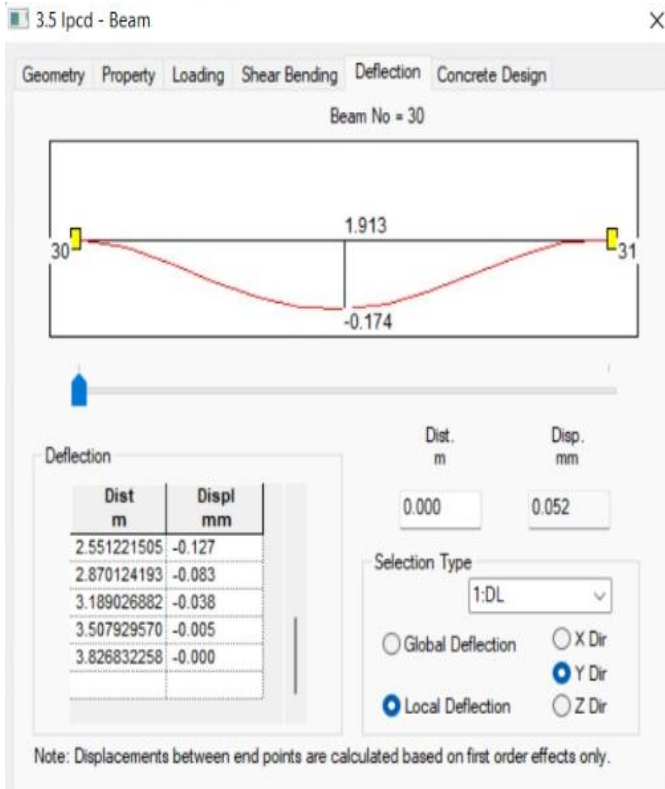 3.5 lpcd - Beam X
Geometry Property Loading Shear Bending Deflection Concrete Design
Beam No = 30
1.913
30 31
-0.174
Dist. Disp.
m mm
Deflection
0.000 0.052
Dist Displ
m mm
2.551221505 -0.127
2.870124193 -0.083
3.189026882 -0.038
3.507929570 -0.005
3.826832258 -0.000
Selection Type
1:DL
Global Deflection X Dir
Y Dir
Local Deflection Z Dir
Note: Displacements between end points are calculated based on first order effects only.